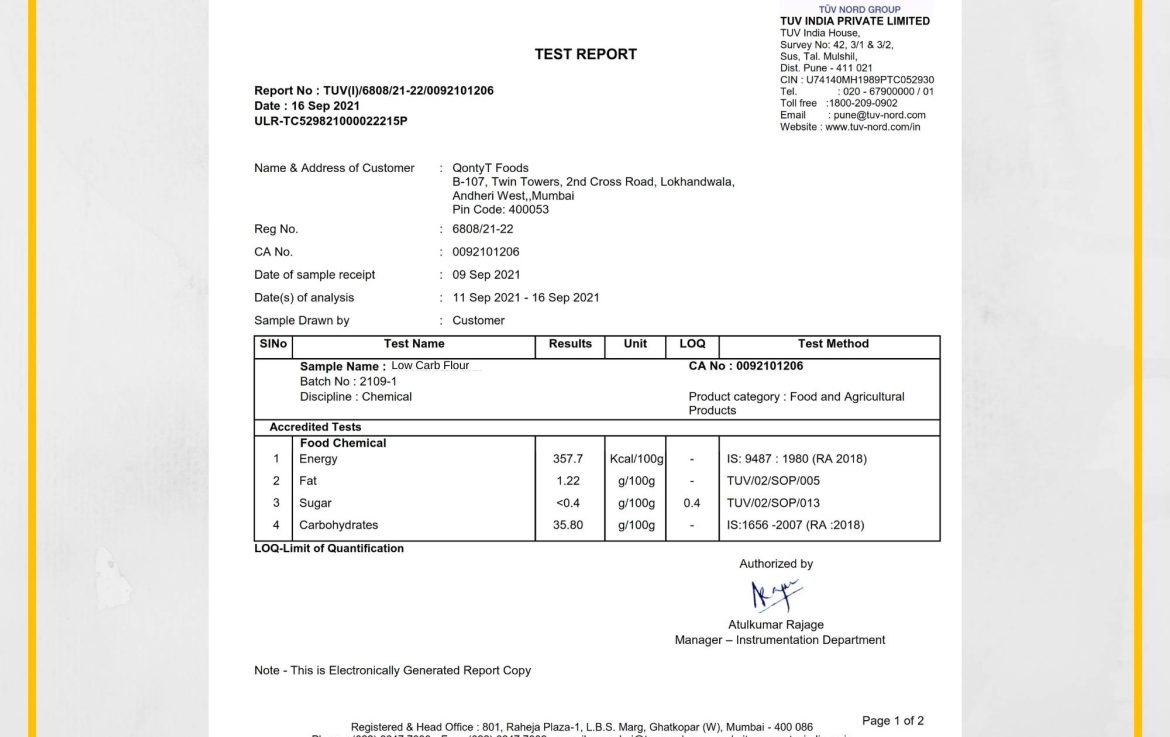 TÜV NORD GROUP
TUV INDIA PRIVATE LIMITED
TUV India House,
Survey No: 42, 3/1 & 3/2,
Sus, Tal. Mulshil,
Dist. Pune - 411 021
CIN : U74140MH1989PTC052930
Tel. : 020 - 67900000 / 01
Toll free :1800-209-0902
Email : pune@tuv-nord.com
Website : www.tuv-nord.com/in
TEST REPORT
Report No : TUV(I)/6808/21-22/0092101206
Date : 16 Sep 2021
ULR-TC529821000022215P
Name & Address of Customer : QontyT Foods
B-107, Twin Towers, 2nd Cross Road, Lokhandwala,
Andheri West,,Mumbai
Pin Code: 400053
Reg No. : 6808/21-22
CA No. : 0092101206
Date of sample receipt : 09 Sep 2021
Date(s) of analysis : 11 Sep 2021 - 16 Sep 2021
Sample Drawn by : Customer
SlNo Test Name Results Unit LOQ Test Method
Sample Name : Low Carb Flour CA No : 0092101206
Batch No : 2109-1
Discipline : Chemical Product category : Food and Agricultural
Products
Accredited Tests
Food Chemical
1 Energy 357.7 Kcal/100g - IS: 9487 : 1980 (RA 2018)
2 Fat 1.22 g/100g - TUV/02/SOP/005
3 Sugar <0.4 g/100g 0.4 TUV/02/SOP/013
4 Carbohydrates 35.80 g/100g - IS:1656 -2007 (RA :2018)
LOQ-Limit of Quantification
Authorized by
Atulkumar Rajage
Manager – Instrumentation Department
Note - This is Electronically Generated Report Copy
Page 1 of 2
Registered & Head Office : 801, Raheja Plaza-1, L.B.S. Marg, Ghatkopar (W), Mumbai - 400 086